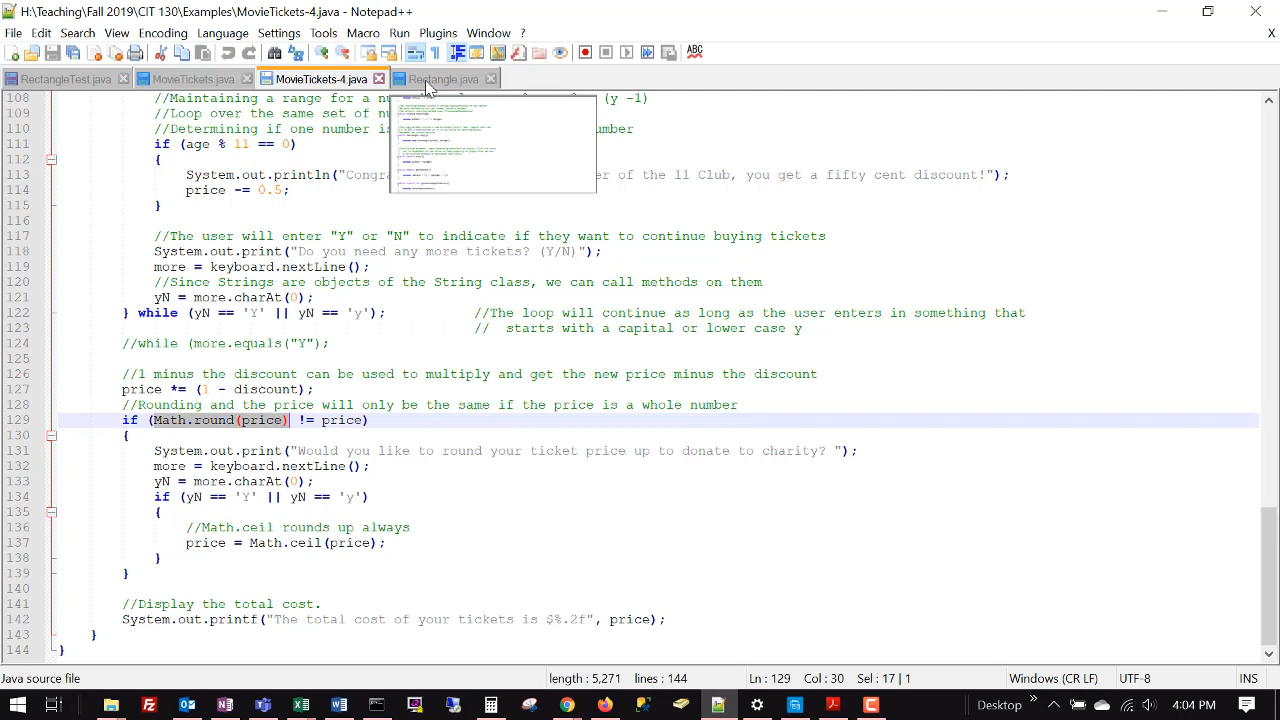 H:\Teaching\Fall 2019\CIT 130\Examples\MovieTickets-4.java - Notepad++
File Edit Search View Encoding Language Settings Tools Macro Run Plugins Window ? X
RectangleTest.java MovieTickets.java MovieTickets-4.java Rectangle.java
108 //Maintaining a range for a nu (y -1)
109 //or over the same set of nu
110 //Determining if one number is mber
111 if (price % 11 == 0)
112
113 System.out.println("Congra er of the 11 Club, you get a fifty cent discount!");
114 price -= 0.5;
115 }
116
117 //The user will enter "Y" or "N" to indicate if they want to continue buying tickets
118 System.out.print("Do you need any more tickets? (Y/N)");
119 more = keyboard.nextLine();
120 //Since Strings are objects of the String class, we can call methods on them
121 yN = more.charAt(0);
122 } while (yN == 'Y' || yN == 'y'); //The loop will continue as long as the user enters in something that
123 // starts with a capital or lower case y
124 //while (more.equals("Y");
125
126 //1 minus the discount can be used to multiply and get the new price minus the discount
127 price *= (1 - discount);
128 //Rounding and the price will only be the same if the price is a whole number
129 if (Math.round(price) != price)
130 {
131 System.out.print("Would you like to round your ticket price up to donate to charity? ");
132 more = keyboard.nextLine();
133 yN = more.charAt(0);
134 if (yN == 'Y' || yN == 'y')
135 {
136 //Math.ceil rounds up always
137 price = Math.ceil(price);
138 }
139 }
140
141 //Display the total cost.
142 System.out.printf("The total cost of your tickets is $%.2f", price);
143 }
144 }
Java source file length : 5,271 lines : 144 Ln : 129 Col : 30 Sel : 17 | 1 Windows (CR LF) UTF-8 INS
Desktop 4:04 PM